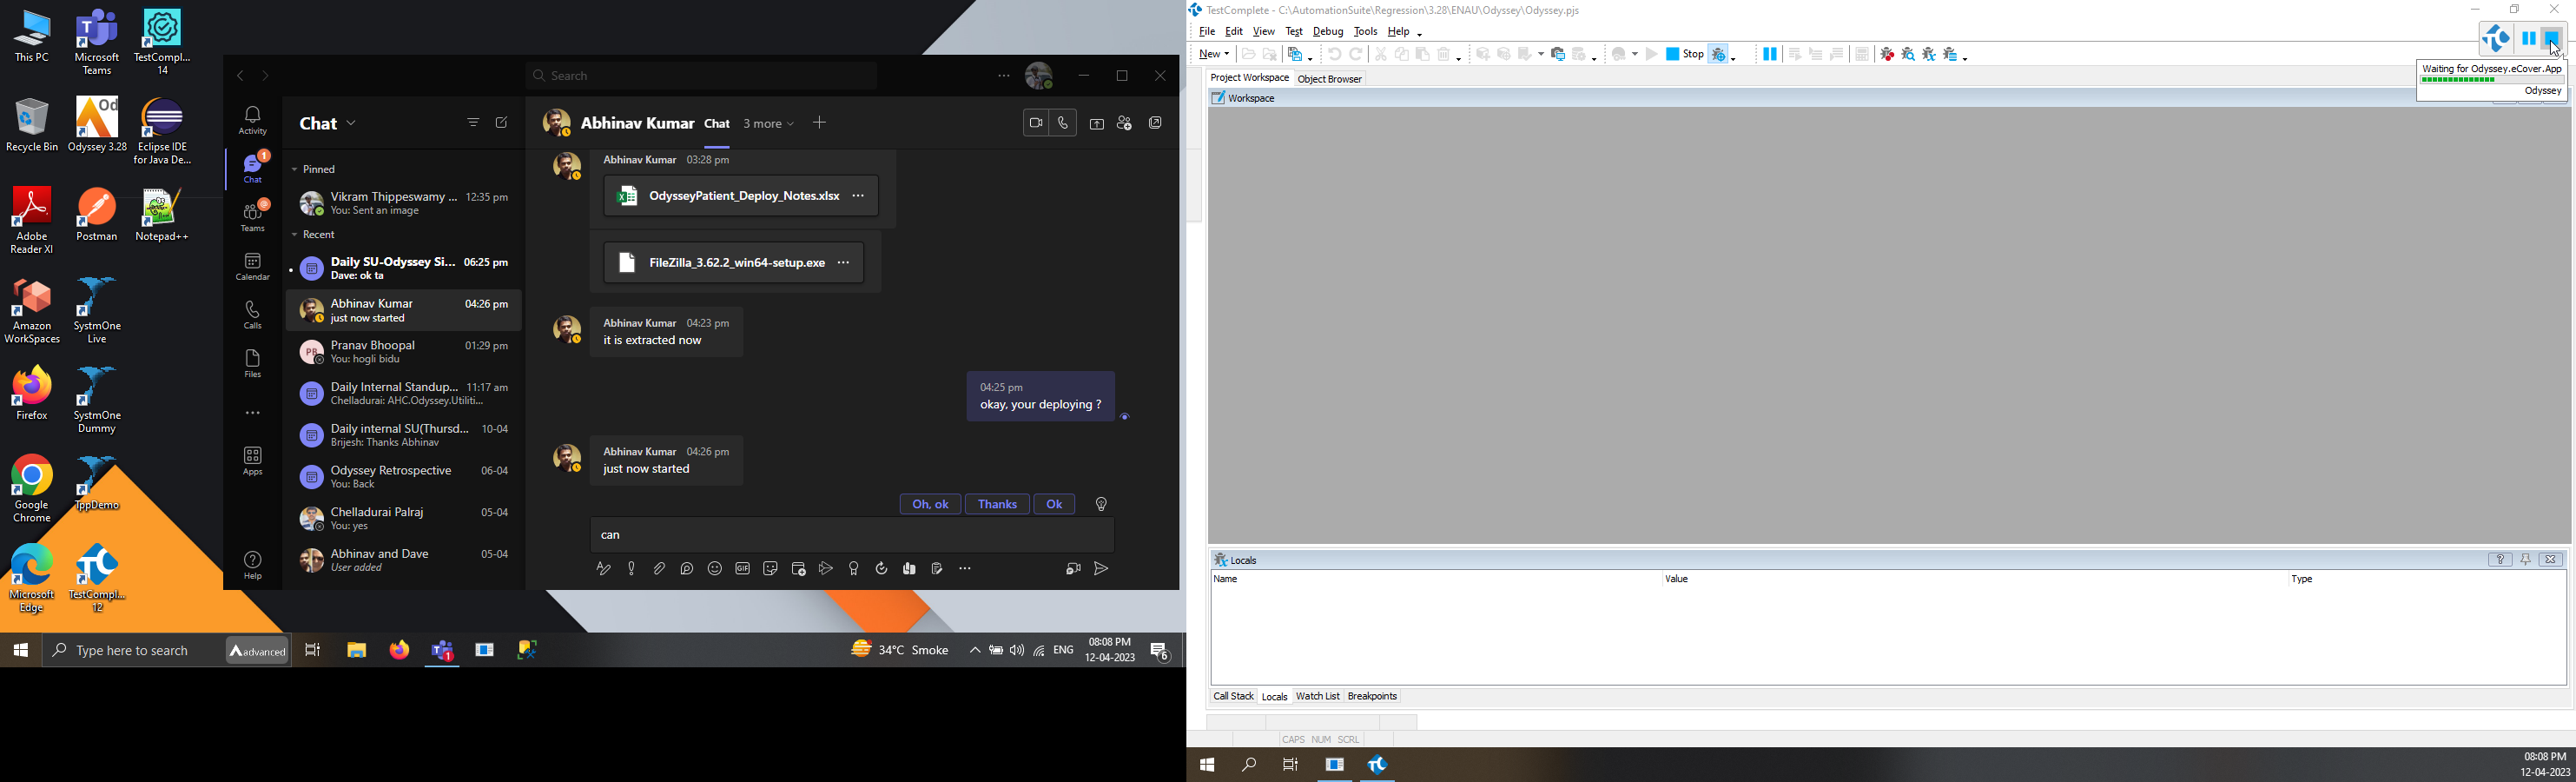 This PC
Microsoft
Teams
TestCompl...
14
Recycle Bin
Odyssey 3.28
Eclipse IDE
for Java De...
Adobe
Reader XI
Postman
Notepad++
Amazon
WorkSpaces
SystmOne
Live
Firefox
SystmOne
Dummy
Google
Chrome
TppDemo
Microsoft
Edge
TestCompl...
12
Search
Activity
Chat
1
Teams
Calendar
Calls
Files
Apps
Help
Chat
Pinned
Vikram Thippeswamy ... 12:35 pm
You: Sent an image
Recent
Daily SU-Odyssey Si... 06:25 pm
Dave: ok ta
Abhinav Kumar 04:26 pm
just now started
PB
Pranav Bhoopal 01:29 pm
You: hogli bidu
Daily Internal Standup... 11:17 am
Chelladurai: AHC.Odyssey.Utiliti...
Daily internal SU(Thursd... 10-04
Brijesh: Thanks Abhinav
Odyssey Retrospective 06-04
You: Back
Chelladurai Palraj 05-04
You: yes
Abhinav and Dave 05-04
User added
Abhinav Kumar Chat 3 more
Abhinav Kumar 03:28 pm
OdysseyPatient_Deploy_Notes.xlsx
FileZilla_3.62.2_win64-setup.exe
Abhinav Kumar 04:23 pm
it is extracted now
04:25 pm
okay, your deploying ?
Abhinav Kumar 04:26 pm
just now started
Oh, ok Thanks Ok
can
GIF
Type here to search
advanced
1
34°C Smoke
ENG
08:08 PM
12-04-2023
6
TestComplete - C:\AutomationSuite\Regression\3.28\ENAU\Odyssey\Odyssey.pjs
File Edit View Test Debug Tools Help
New
Stop
Waiting for Odyssey.eCover.App
Odyssey
Project Workspace Object Browser
Workspace
Locals
Name Value Type
Call Stack Locals Watch List Breakpoints
CAPS NUM SCRL
08:08 PM
12-04-2023